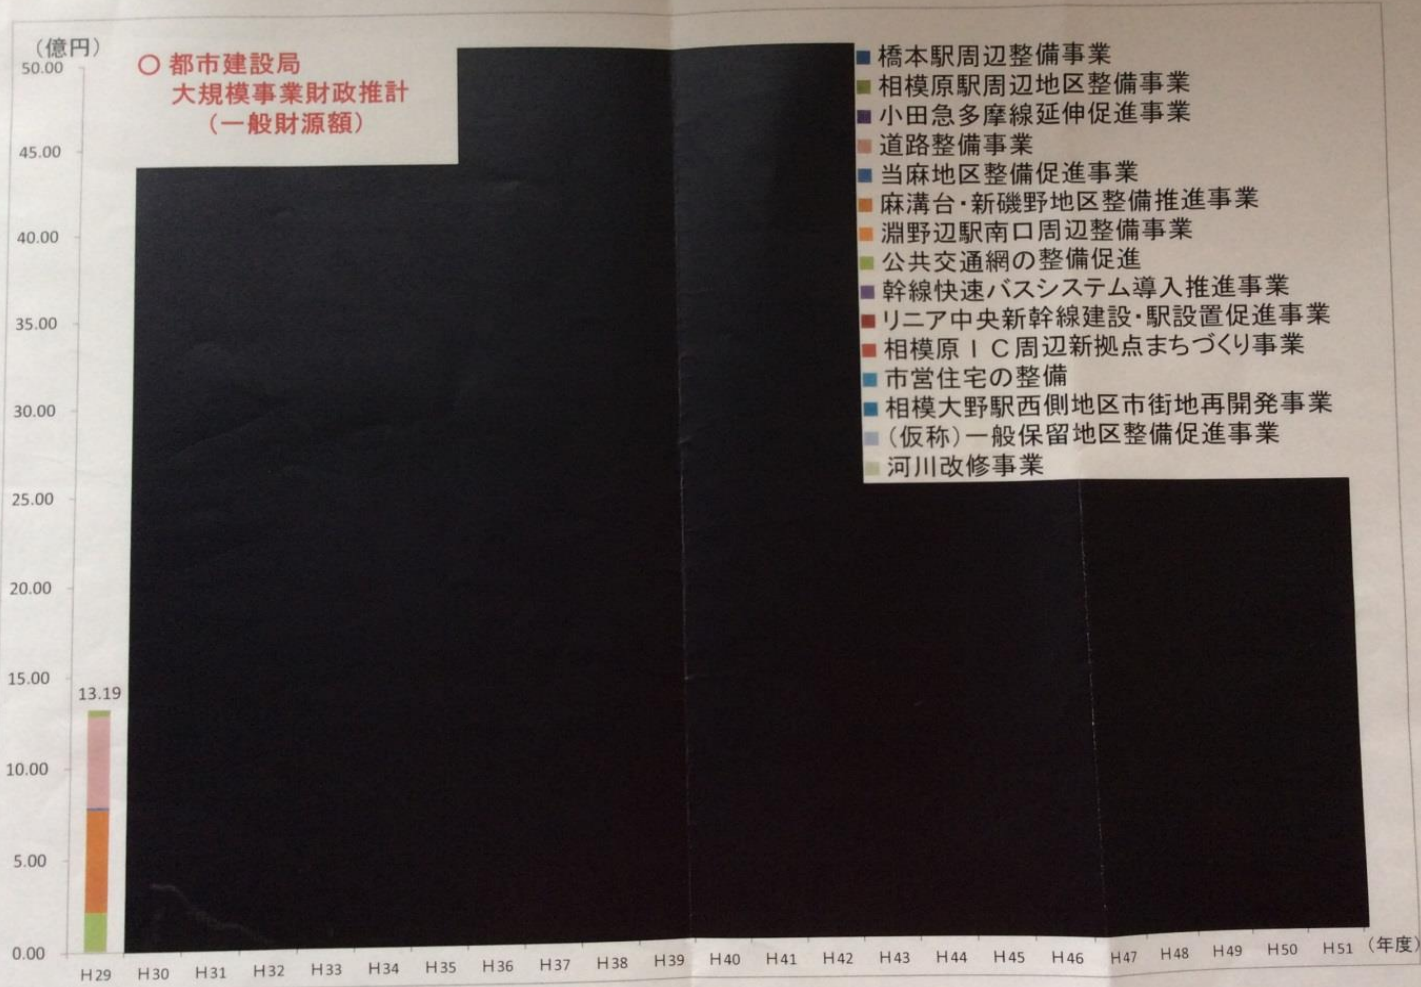 (億円)
○ 都市建設局
大規模事業財政推計
(一般財源額)
橋本駅周辺整備事業
相模原駅周辺地区整備事業
小田急多摩線延伸促進事業
道路整備事業
当麻地区整備促進事業
麻溝台・新磯野地区整備推進事業
淵野辺駅南口周辺整備事業
公共交通網の整備促進
幹線快速バスシステム導入推進事業
リニア中央新幹線建設・駅設置促進事業
相模原IC周辺新拠点まちづくり事業
市営住宅の整備
相模大野駅西側地区市街地再開発事業
(仮称)一般保留地区整備促進事業
河川改修事業
50.00
45.00
40.00
35.00
30.00
25.00
20.00
15.00
10.00
5.00
0.00
13.19
H29 H30 H31 H32 H33 H34 H35 H36 H37 H38 H39 H40 H41 H42 H43 H44 H45 H46 H47 H48 H49 H50 H51 (年度)